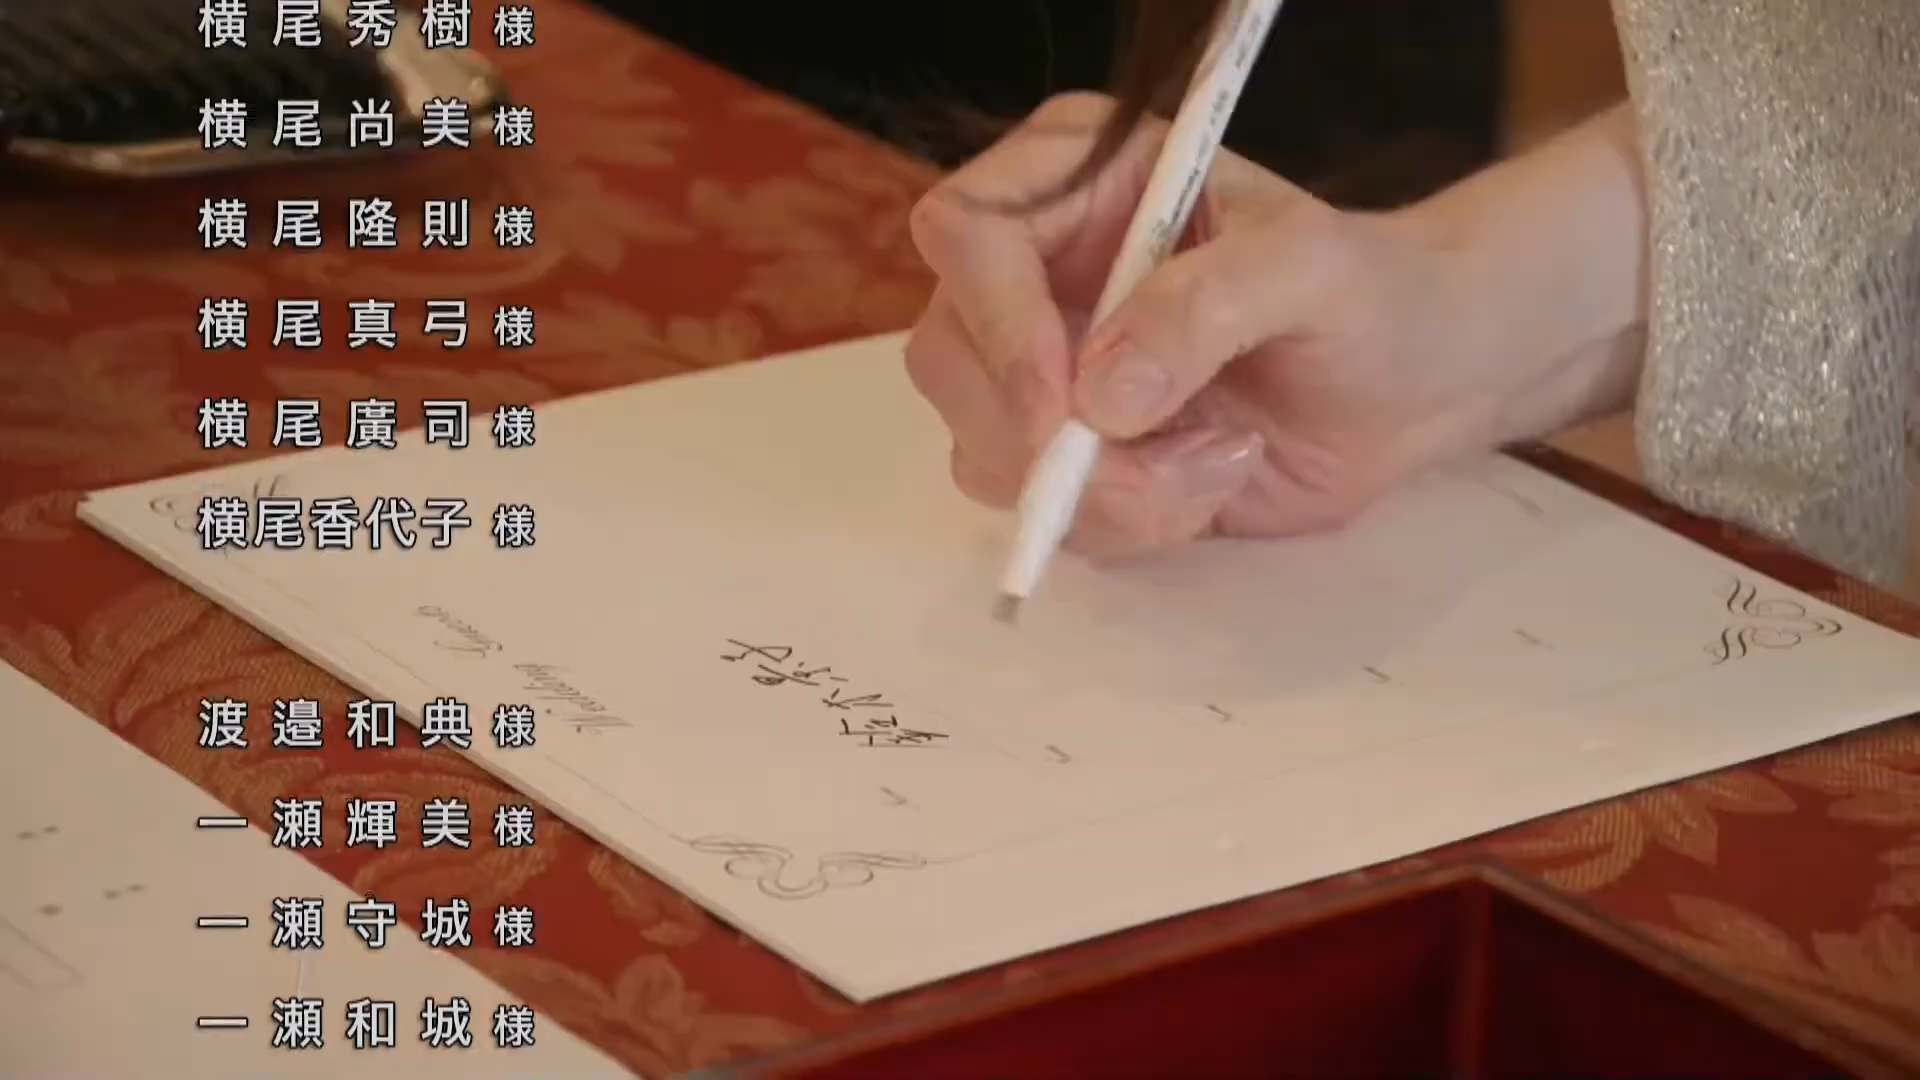 横尾秀樹様
横尾尚美様
横尾隆則様
横尾真弓様
横尾廣司様
横尾香代子様
渡邉和典様
一瀬輝美様
一瀬守城様
一瀬和城様
Wedding